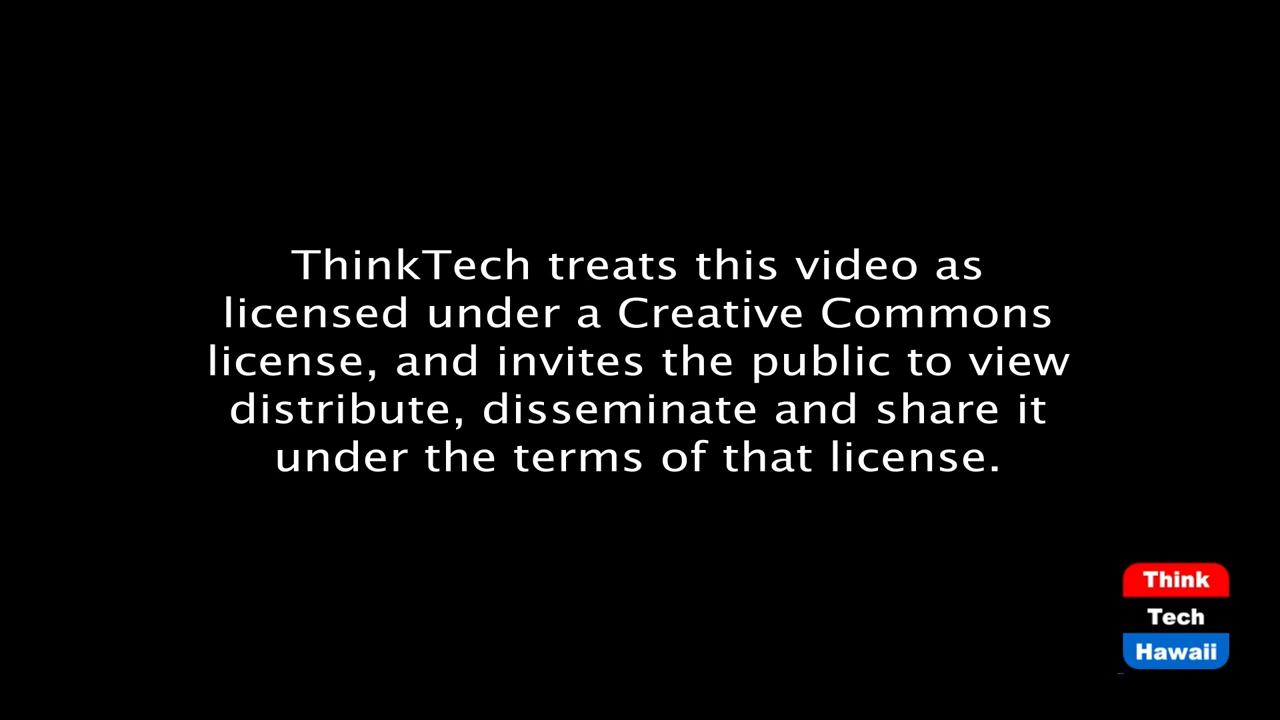 ThinkTech treats this video as
licensed under a Creative Commons
license, and invites the public to view
distribute, disseminate and share it
under the terms of that license.
Think
Tech
Hawaii